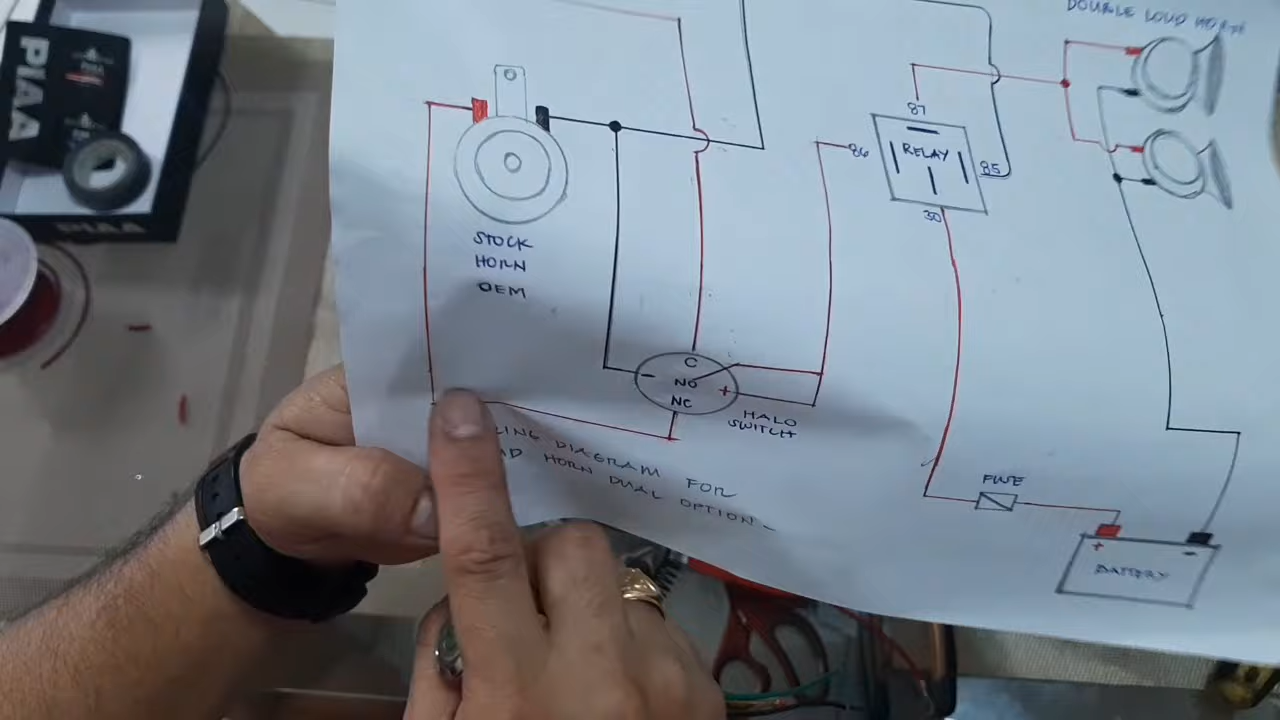 DOUBLE LOUD HORN
PIAA
PIAA
87
86
RELAY
85
30
STOCK
HORN
OEM
C
NO
NC
-
+
HALO
SWITCH
DIAGRAM FOR
HORN DUAL OPTION~
FUSE
+
-
BATTERY